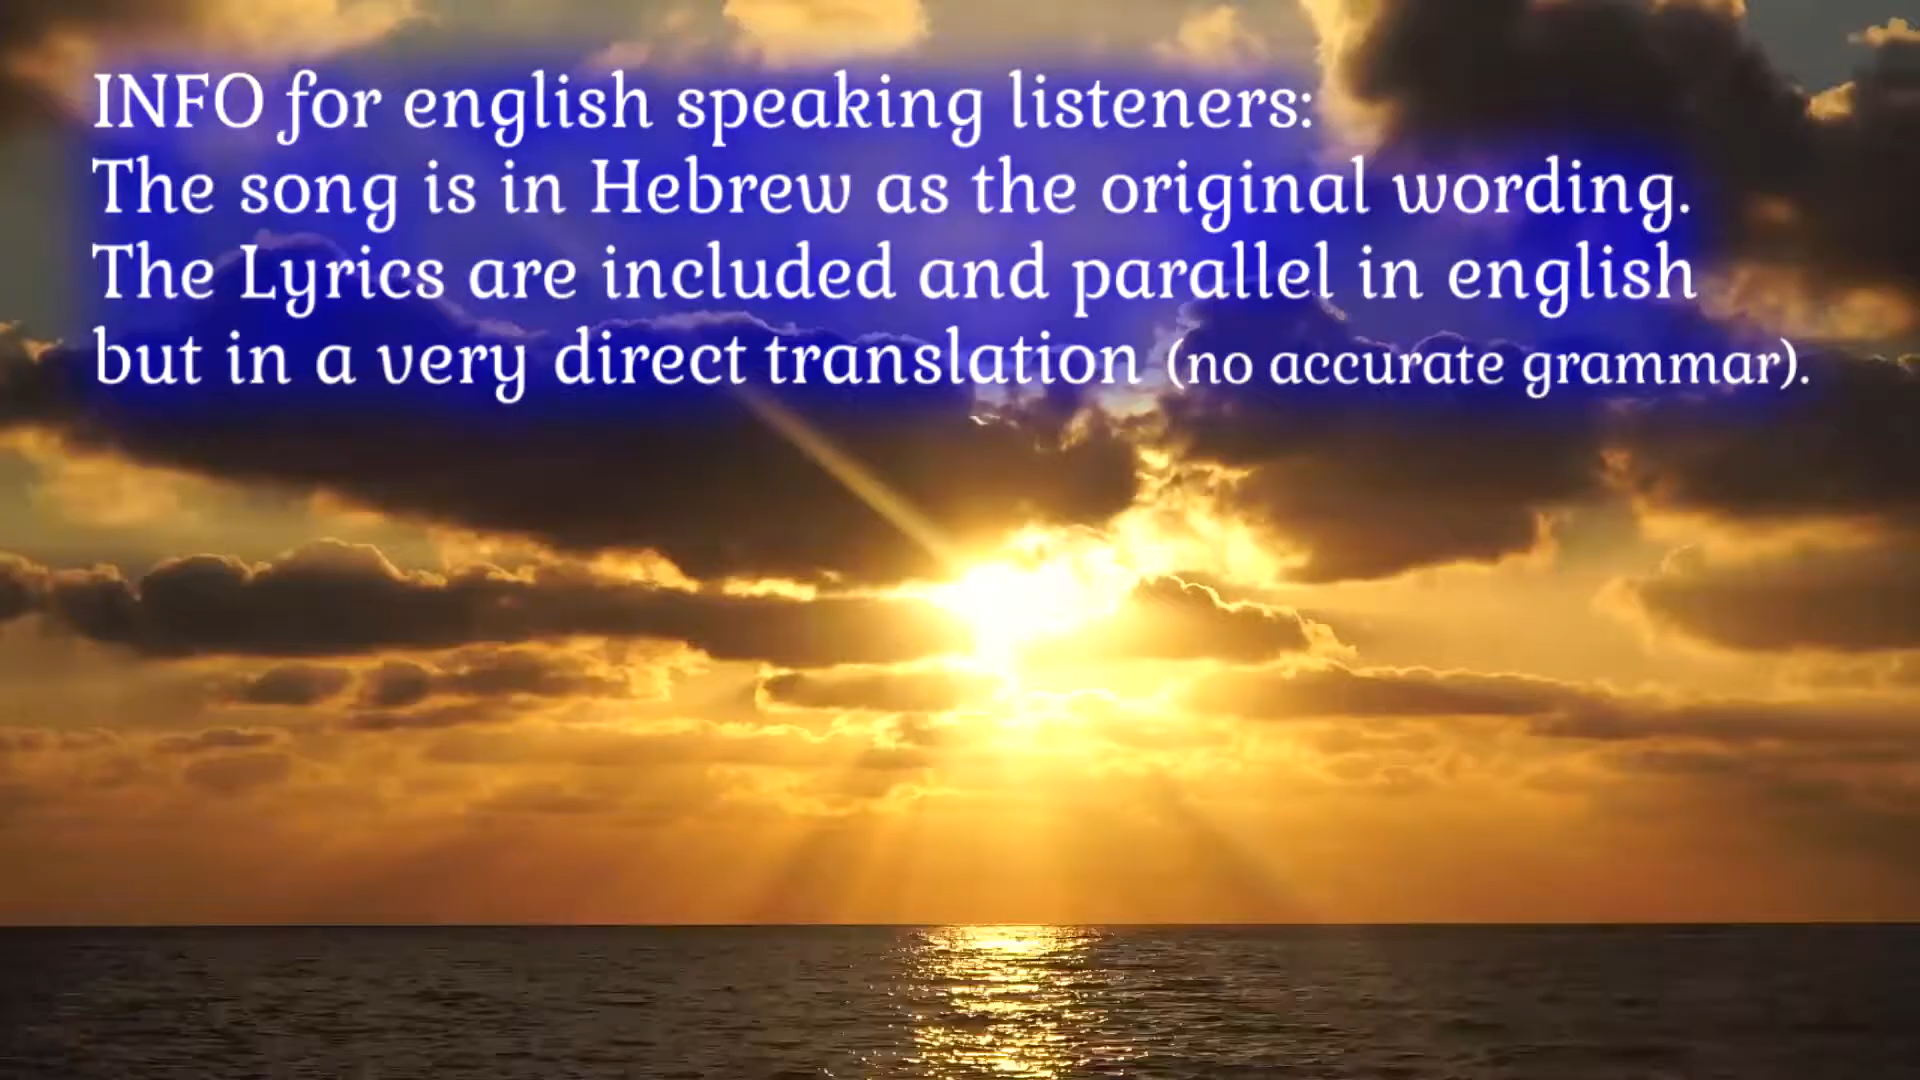 INFO for english speaking listeners:
The song is in Hebrew as the original wording.
The Lyrics are included and parallel in english
but in a very direct translation (no accurate grammar).